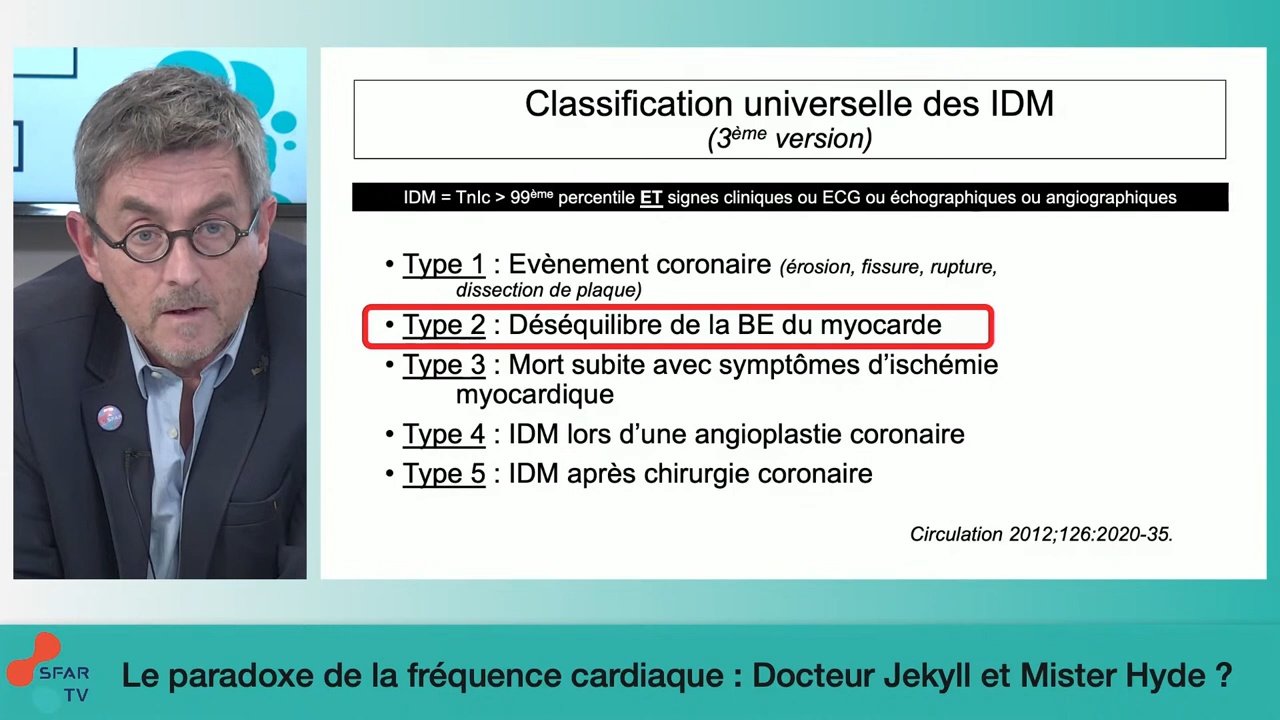 Classification universelle des IDM
(3ème version)
IDM = TnIc > 99ème percentile ET signes cliniques ou ECG ou échographiques ou angiographiques
• Type 1 : Evènement coronaire (érosion, fissure, rupture,
dissection de plaque)
• Type 2 : Déséquilibre de la BE du myocarde
• Type 3 : Mort subite avec symptômes d'ischémie
myocardique
• Type 4 : IDM lors d'une angioplastie coronaire
• Type 5 : IDM après chirurgie coronaire
Circulation 2012;126:2020-35.
SFAR
SFAR
TV
Le paradoxe de la fréquence cardiaque : Docteur Jekyll et Mister Hyde ?